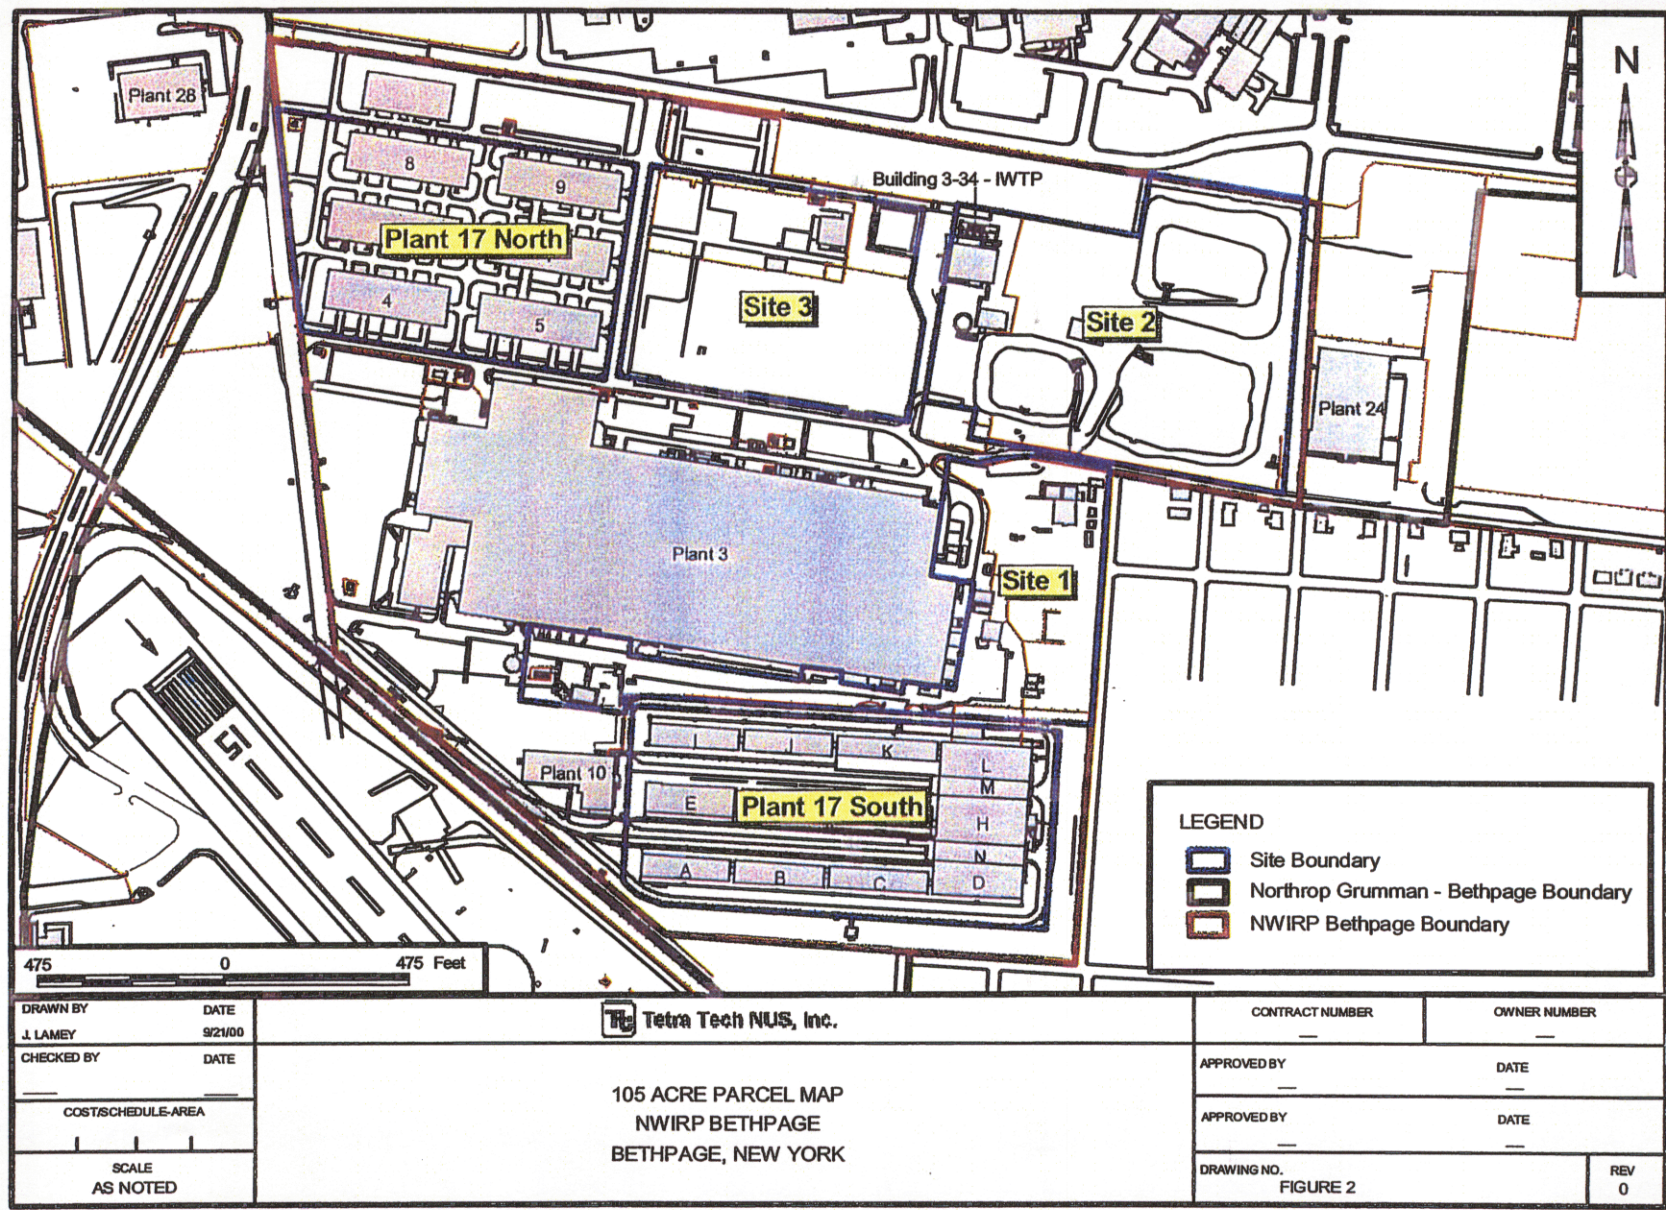 N
Plant 28
8
9
Building 3-34 - IWTP
Plant 17 North
4
5
Site 3
Site 2
Plant 24
Plant 3
Site 1
K
L
Plant 10
M
E
Plant 17 South
H
N
A
B
C
D
LEGEND
Site Boundary
Northrop Grumman - Bethpage Boundary
NWIRP Bethpage Boundary
475 0 475 Feet
DRAWN BY DATE
J. LAMEY 9/21/00
CHECKED BY DATE
COST/SCHEDULE-AREA
SCALE
AS NOTED
Tetra Tech NUS, Inc.
105 ACRE PARCEL MAP
NWIRP BETHPAGE
BETHPAGE, NEW YORK
CONTRACT NUMBER
OWNER NUMBER
APPROVED BY DATE
APPROVED BY DATE
DRAWING NO.
FIGURE 2
REV
0